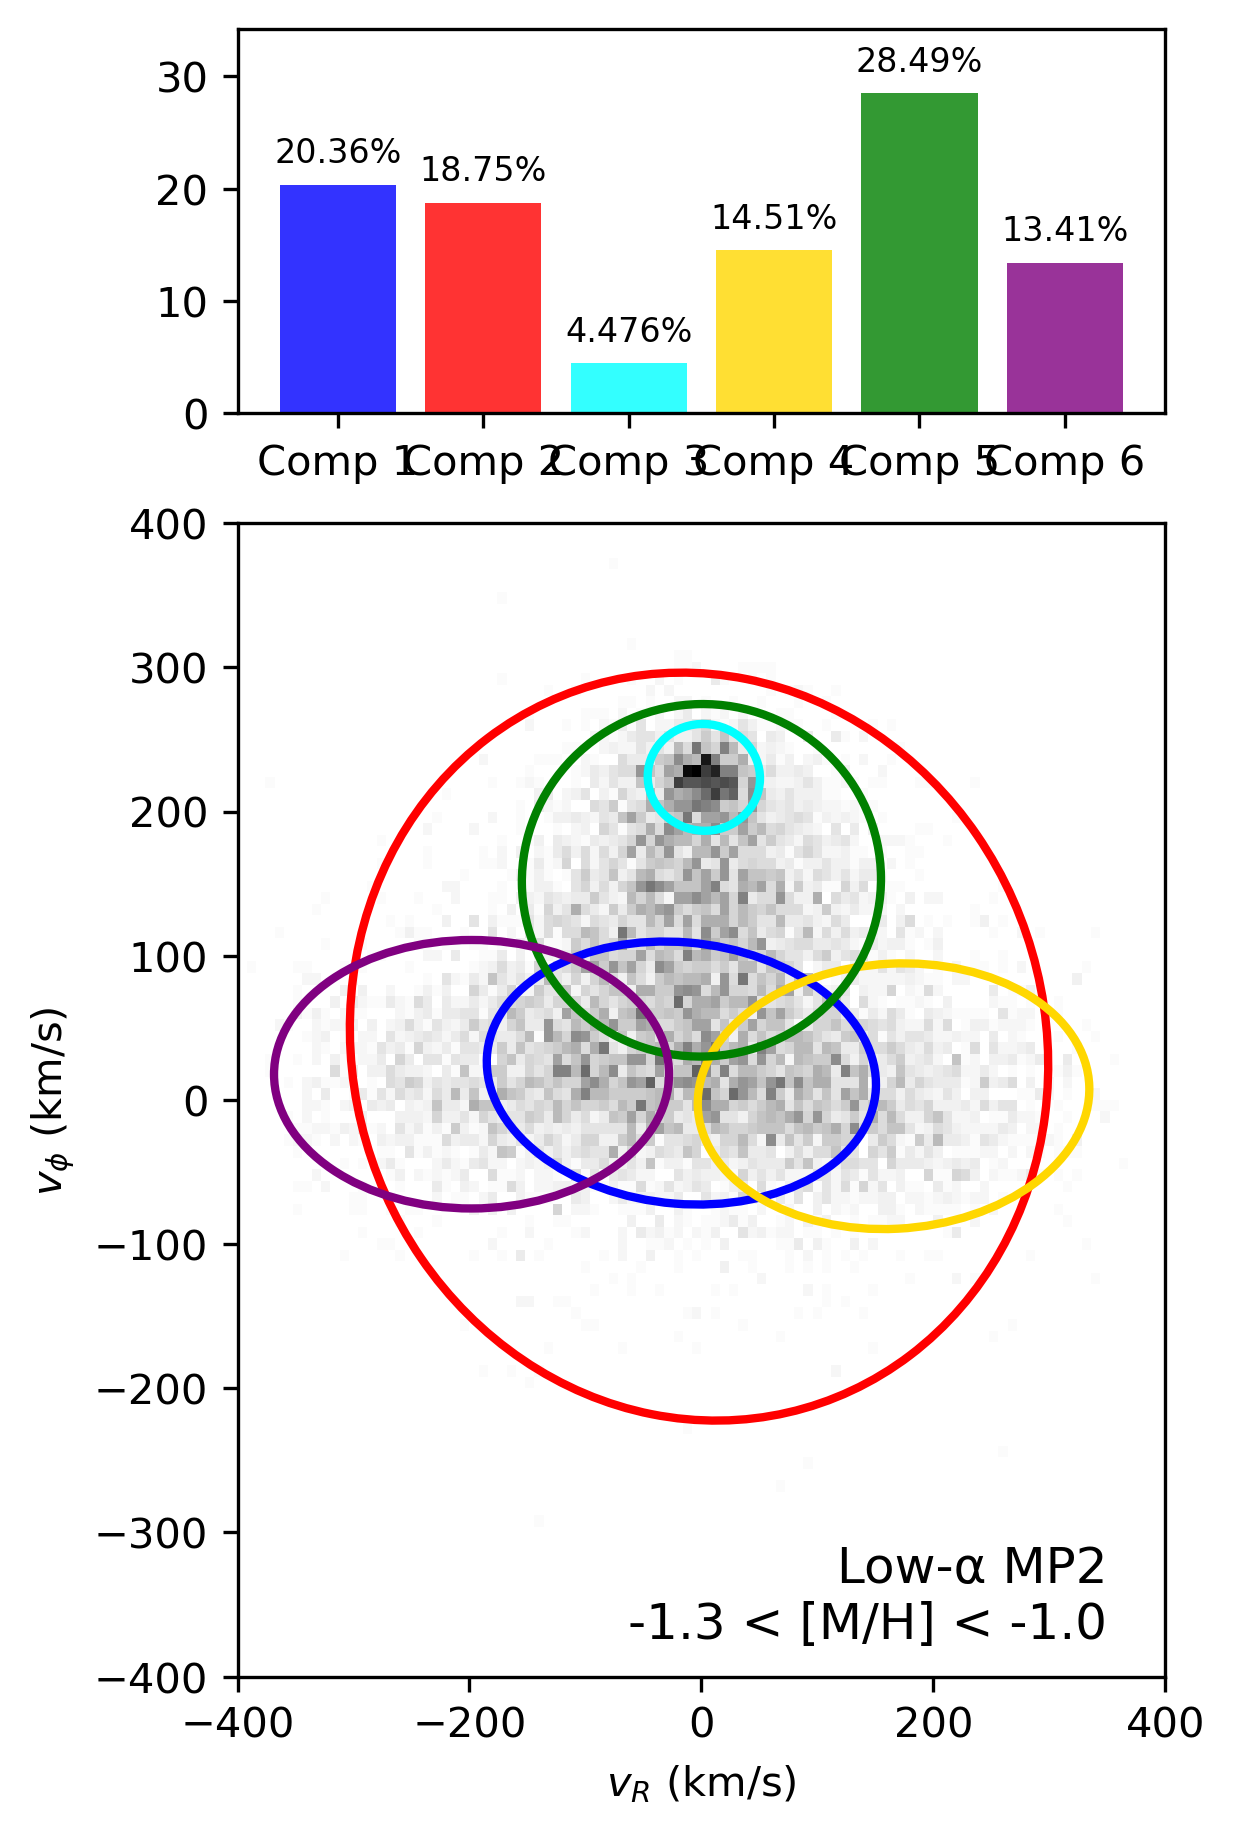 30
20
10
0
20.36%
18.75%
4.476%
14.51%
28.49%
13.41%
Comp 1
Comp 2
Comp 3
Comp 4
Comp 5
Comp 6
400
300
200
100
0
−100
−200
−300
−400
v_ϕ (km/s)
Low-α MP2
-1.3 < [M/H] < -1.0
−400
−200
0
200
400
v_R (km/s)